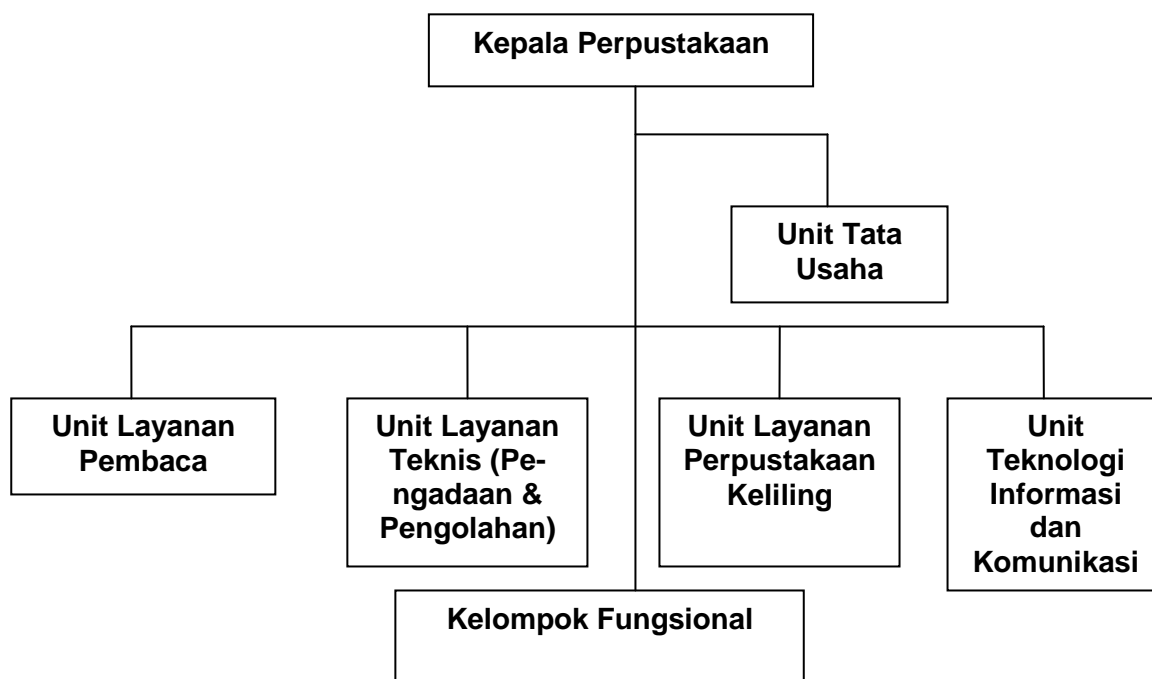 Kepala Perpustakaan
Unit Tata
Usaha
Unit Layanan
Pembaca
Unit Layanan
Teknis (Pe-
ngadaan &
Pengolahan)
Unit Layanan
Perpustakaan
Keliling
Unit
Teknologi
Informasi
dan
Komunikasi
Kelompok Fungsional